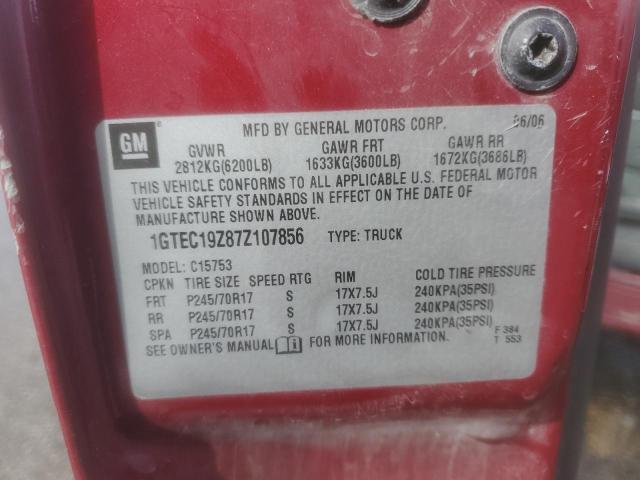 GM
MFD BY GENERAL MOTORS CORP. 06/06
GVWR GAWR FRT GAWR RR
2812KG(6200LB) 1633KG(3600LB) 1672KG(3686LB)
THIS VEHICLE CONFORMS TO ALL APPLICABLE U.S. FEDERAL MOTOR
VEHICLE SAFETY STANDARDS IN EFFECT ON THE DATE OF
MANUFACTURE SHOWN ABOVE.
1GTEC19Z87Z107856 TYPE: TRUCK
MODEL: C15753
CPKN TIRE SIZE SPEED RTG RIM COLD TIRE PRESSURE
FRT P245/70R17 S 17X7.5J 240KPA(35PSI)
RR P245/70R17 S 17X7.5J 240KPA(35PSI)
SPA P245/70R17 S 17X7.5J 240KPA(35PSI)
SEE OWNER'S MANUAL FOR MORE INFORMATION. F 384
T 553